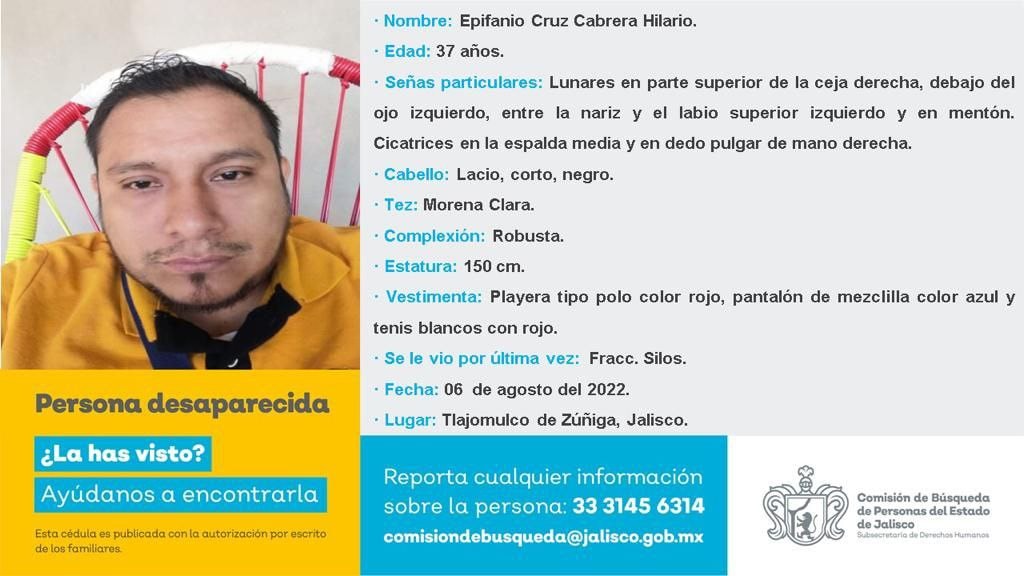 · Nombre: Epifanio Cruz Cabrera Hilario.
· Edad: 37 años.
· Señas particulares: Lunares en parte superior de la ceja derecha, debajo del
ojo izquierdo, entre la nariz y el labio superior izquierdo y en mentón.
Cicatrices en la espalda media y en dedo pulgar de mano derecha.
· Cabello: Lacio, corto, negro.
· Tez: Morena Clara.
· Complexión: Robusta.
· Estatura: 150 cm.
· Vestimenta: Playera tipo polo color rojo, pantalón de mezclilla color azul y
tenis blancos con rojo.
· Se le vio por última vez: Fracc. Silos.
· Fecha: 06 de agosto del 2022.
· Lugar: Tlajomulco de Zúñiga, Jalisco.
Persona desaparecida
¿La has visto?
Ayúdanos a encontrarla
Esta cédula es publicada con la autorización por escrito
de los familiares.
Reporta cualquier información
sobre la persona: 33 3145 6314
comisiondebusqueda@jalisco.gob.mx
Comisión de Búsqueda
de Personas del Estado
de Jalisco
Subsecretaría de Derechos Humanos